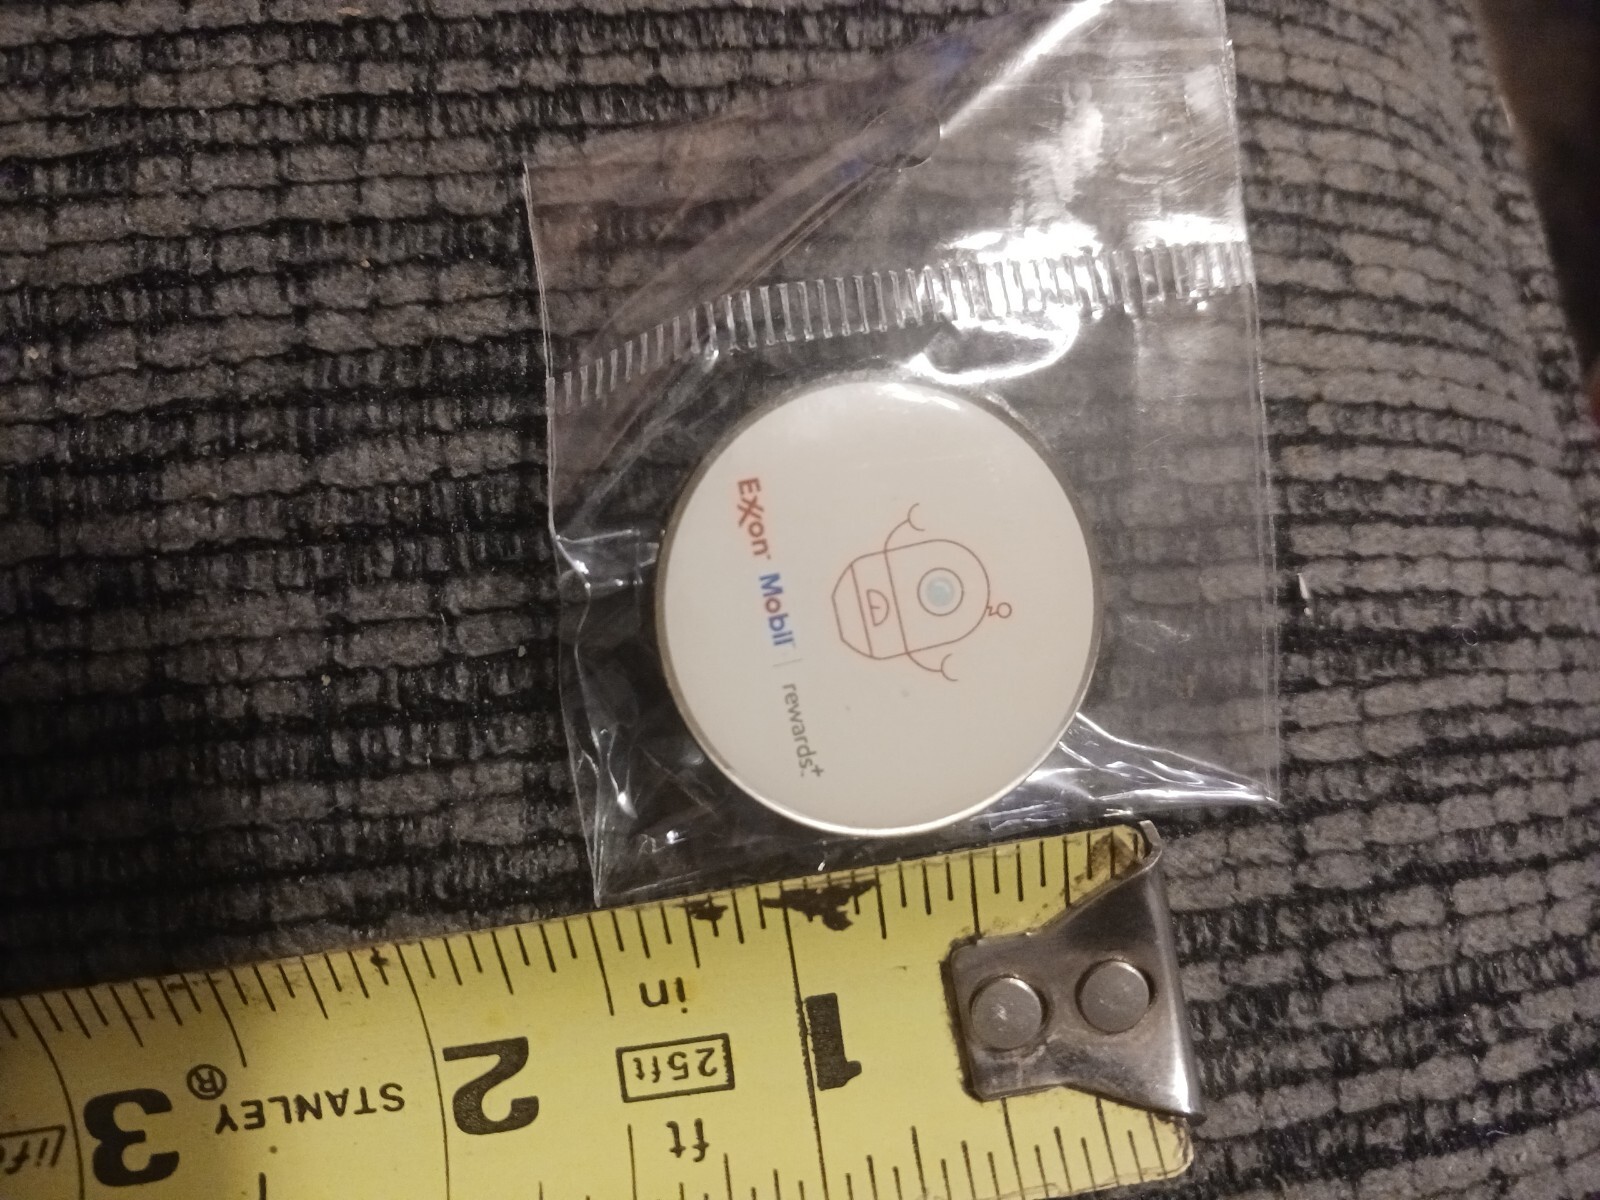 Exxon Mobil | rewards+
1
in
25ft
ft
2
STANLEY®
3